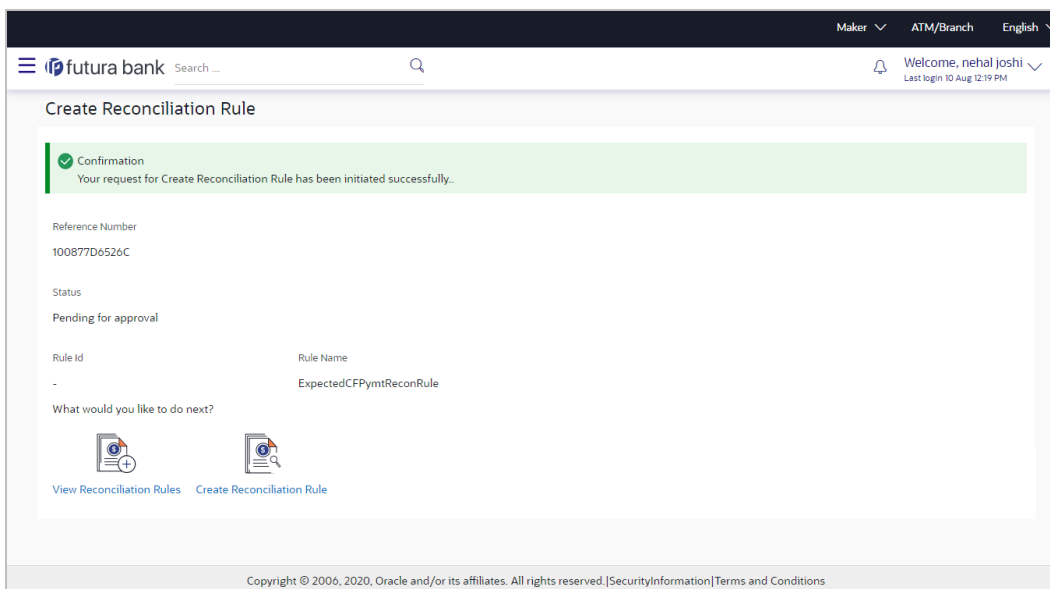 Maker ATM/Branch English
futura bank Search ... Welcome, nehal joshi
Last login 10 Aug 12:19 PM
Create Reconciliation Rule
Confirmation
Your request for Create Reconciliation Rule has been initiated successfully..
Reference Number
100877D6526C
Status
Pending for approval
Rule Id Rule Name
- ExpectedCFPymtReconRule
What would you like to do next?
View Reconciliation Rules Create Reconciliation Rule
Copyright © 2006, 2020, Oracle and/or its affiliates. All rights reserved.|SecurityInformation|Terms and Conditions